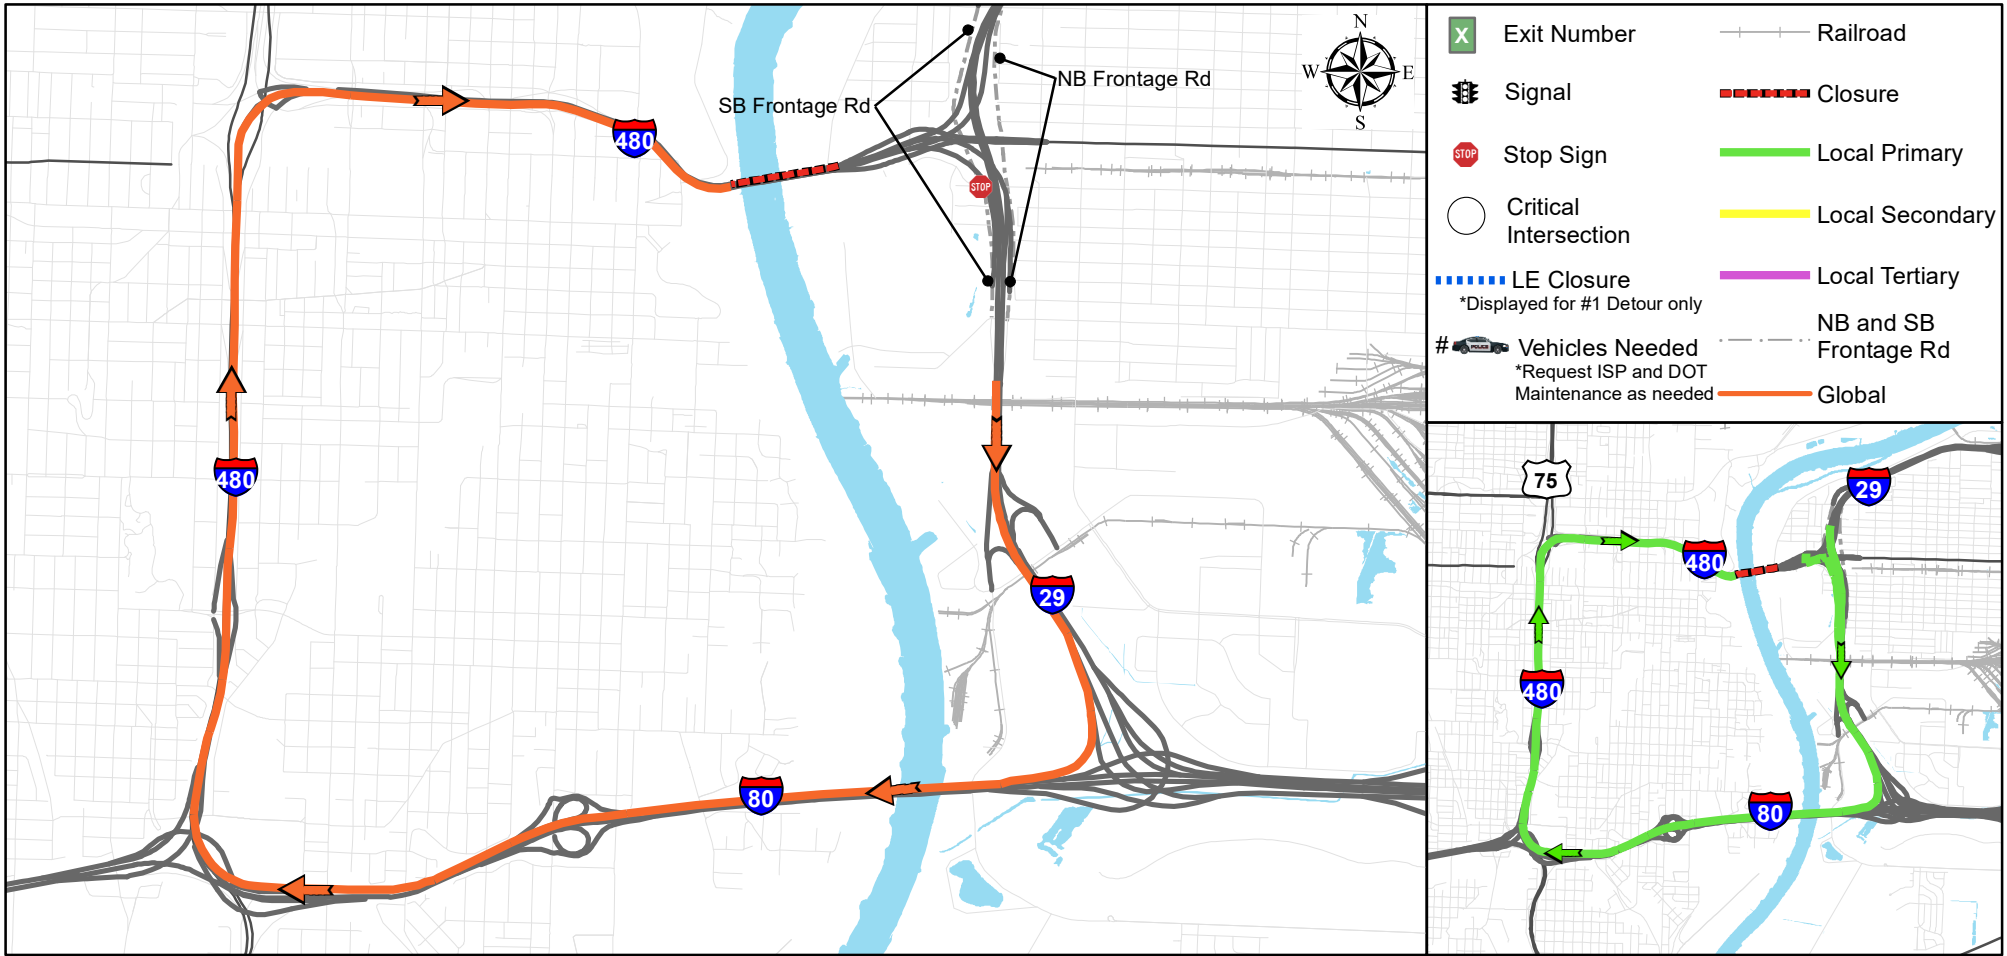 N
W
E
S
SB Frontage Rd
NB Frontage Rd
480
STOP
480
29
80
X
Exit Number
Signal
STOP
Stop Sign
Critical
Intersection
LE Closure
*Displayed for #1 Detour only
#
POLICE
Vehicles Needed
*Request ISP and DOT
Maintenance as needed
Railroad
Closure
Local Primary
Local Secondary
Local Tertiary
NB and SB
Frontage Rd
Global
75
29
480
480
80